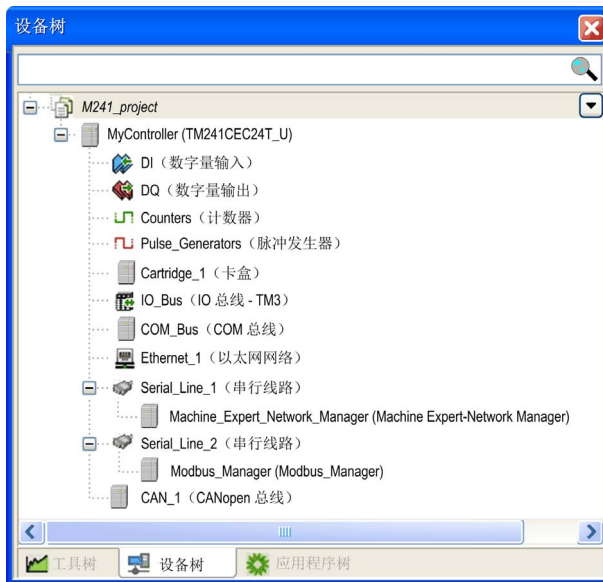 设备树
M241_project
MyController (TM241CEC24T_U)
DI（数字量输入）
DQ（数字量输出）
Counters（计数器）
Pulse_Generators（脉冲发生器）
Cartridge_1（卡盒）
IO_Bus（IO 总线 - TM3）
COM_Bus（COM 总线）
Ethernet_1（以太网网络）
Serial_Line_1（串行线路）
Machine_Expert_Network_Manager (Machine Expert-Network Manager)
Serial_Line_2（串行线路）
Modbus_Manager (Modbus_Manager)
CAN_1（CANopen 总线）
工具树 设备树 应用程序树